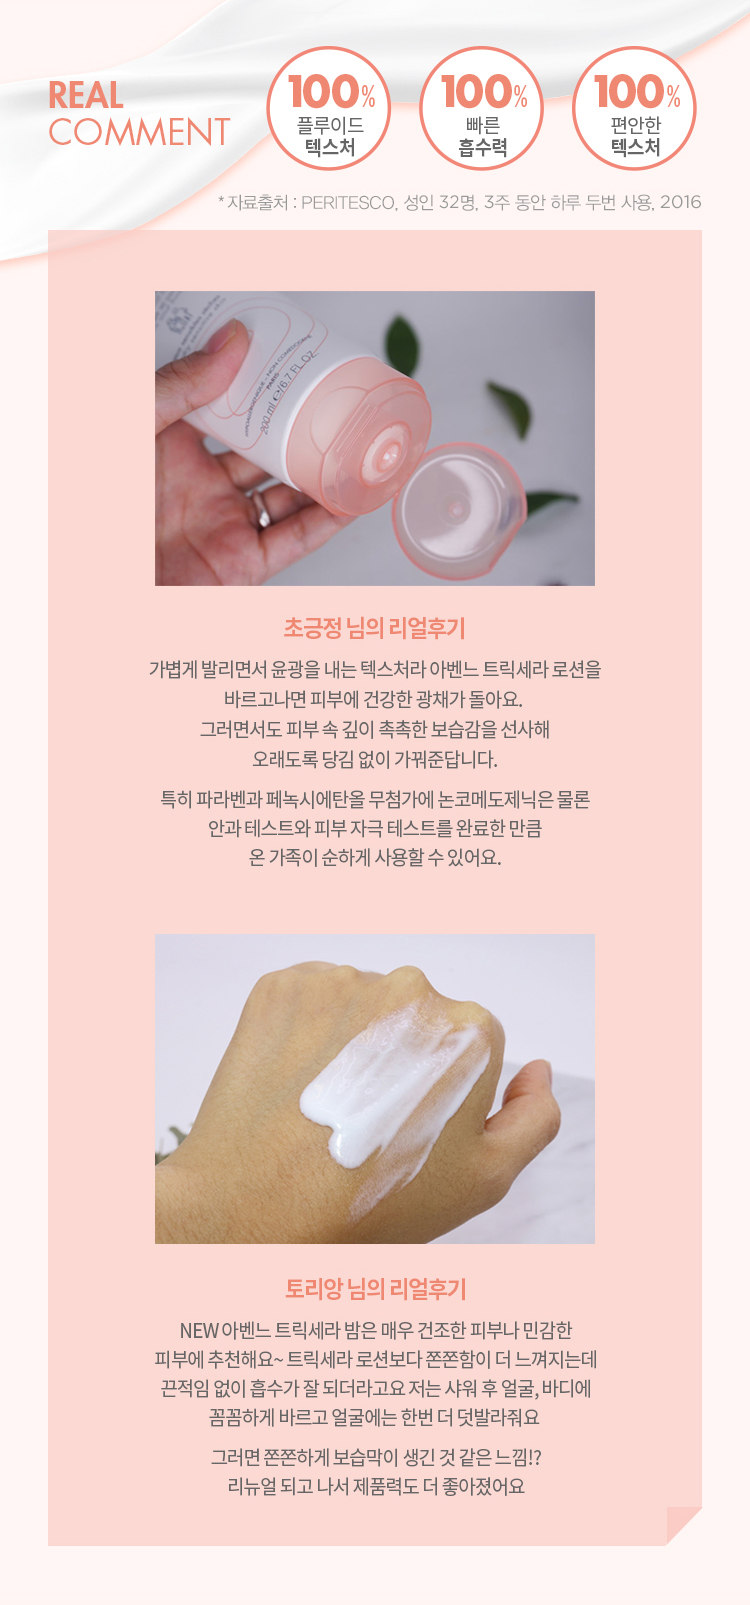 REAL
COMMENT
100%
플루이드
텍스처
100%
빠른
흡수력
100%
편안한
텍스처
* 자료출처 : PERITESCO, 성인 32명, 3주 동안 하루 두번 사용, 2016
200 ml ℮/6.7 FL.OZ
초긍정 님의 리얼후기
가볍게 발리면서 윤광을 내는 텍스처라 아벤느 트릭세라 로션을
바르고나면 피부에 건강한 광채가 돌아요.
그러면서도 피부 속 깊이 촉촉한 보습감을 선사해
오래도록 당김 없이 가꿔준답니다.
특히 파라벤과 페녹시에탄올 무첨가에 논코메도제닉은 물론
안과 테스트와 피부 자극 테스트를 완료한 만큼
온 가족이 순하게 사용할 수 있어요.
토리앙 님의 리얼후기
NEW 아벤느 트릭세라 밤은 매우 건조한 피부나 민감한
피부에 추천해요~ 트릭세라 로션보다 쫀쫀함이 더 느껴지는데
끈적임 없이 흡수가 잘 되더라고요 저는 샤워 후 얼굴, 바디에
꼼꼼하게 바르고 얼굴에는 한번 더 덧발라줘요
그러면 쫀쫀하게 보습막이 생긴 것 같은 느낌!?
리뉴얼 되고 나서 제품력도 더 좋아졌어요